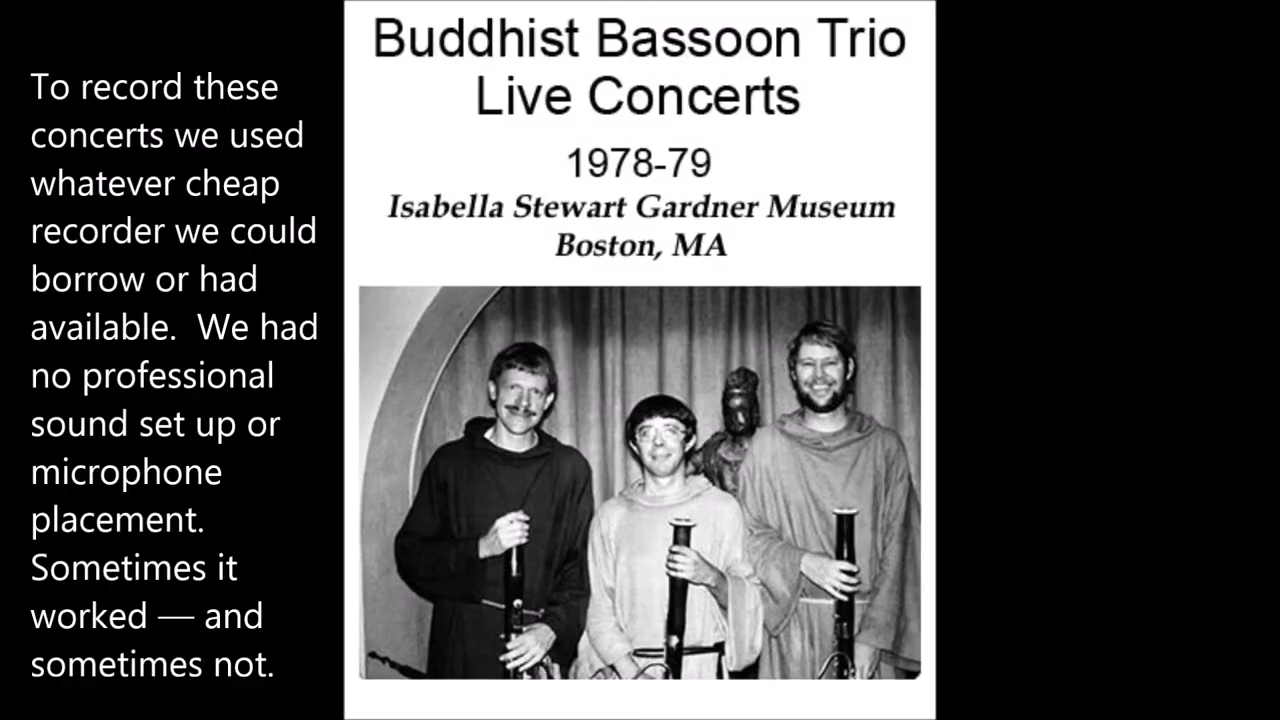 To record these
concerts we used
whatever cheap
recorder we could
borrow or had
available.  We had
no professional
sound set up or
microphone
placement.
Sometimes it
worked — and
sometimes not.
Buddhist Bassoon Trio
Live Concerts
1978-79
Isabella Stewart Gardner Museum
Boston, MA